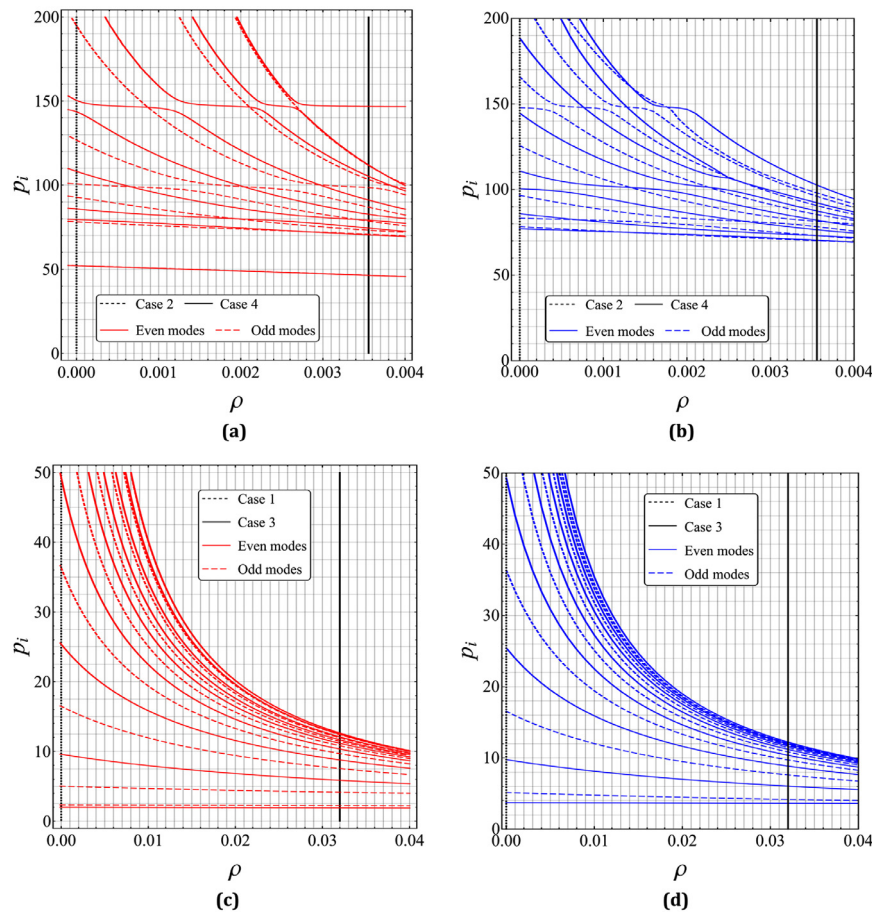 200
150
100
50
0
p_i
0.000 0.001 0.002 0.003 0.004
ρ
Case 2 Case 4
Even modes Odd modes
(a)
200
150
100
50
0
p_i
0.000 0.001 0.002 0.003 0.004
ρ
Case 2 Case 4
Even modes Odd modes
(b)
50
40
30
25
20
15
10
5
0
p_i
0.00 0.01 0.02 0.03 0.04
ρ
Case 1
Case 3
Even modes
Odd modes
(c)
50
40
30
20
10
0
p_i
0.00 0.01 0.02 0.03 0.04
ρ
Case 1
Case 3
Even modes
Odd modes
(d)